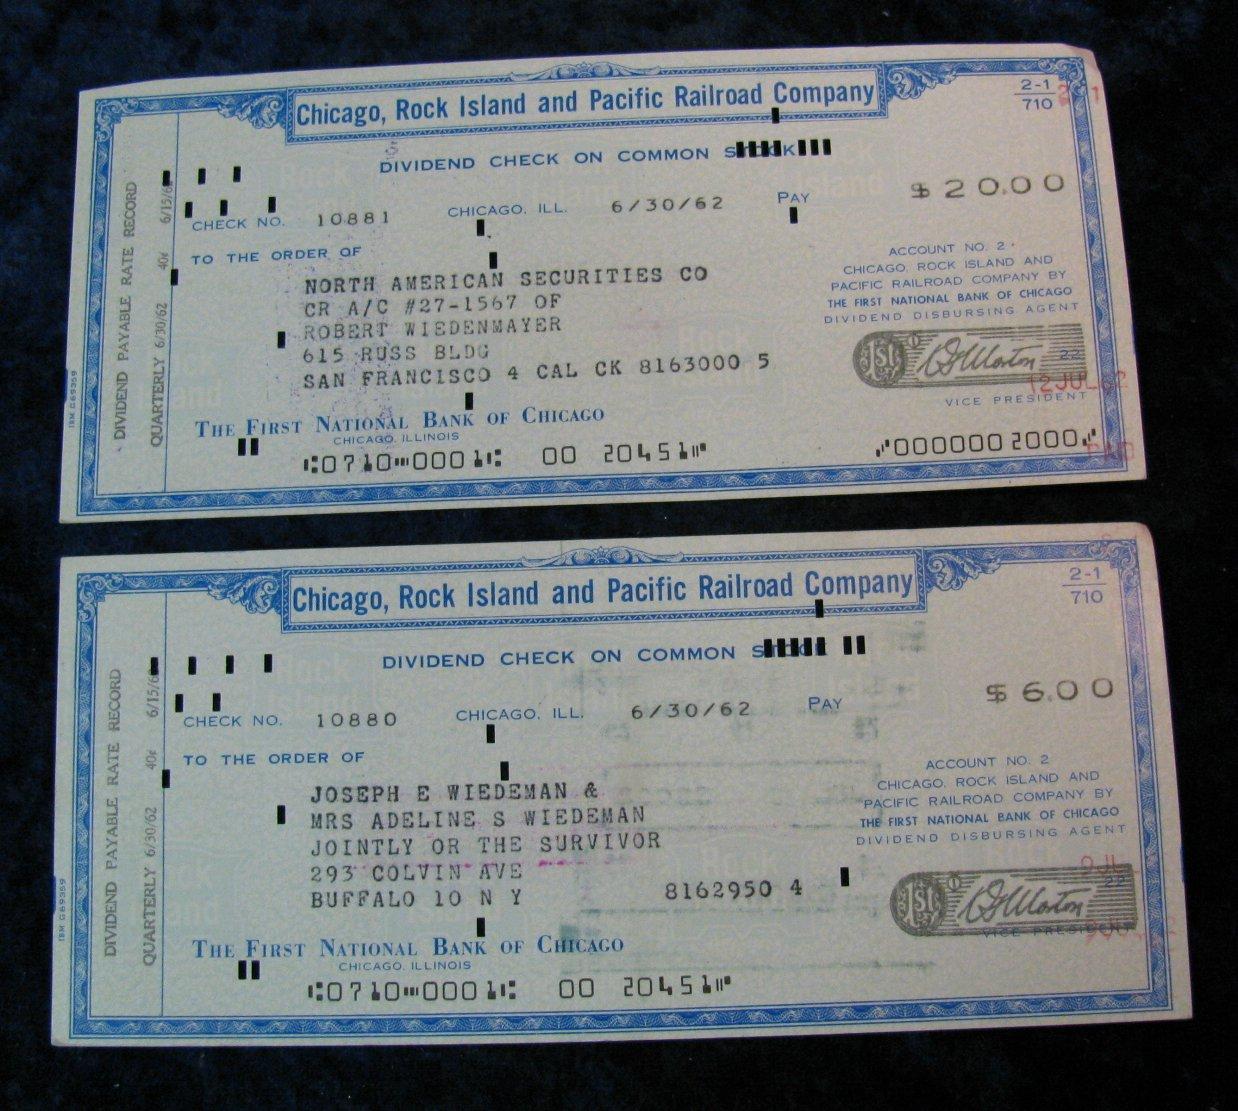 Chicago, Rock Island and Pacific Railroad Company
2-1
710
DIVIDEND CHECK ON COMMON STOCK
$20.00
CHECK NO. 10881 CHICAGO, ILL. 6/30/62 PAY
TO THE ORDER OF
NORTH AMERICAN SECURITIES CO
CR A/C #27-1567 OF
ROBERT WIEDENMAYER
615 RUSS BLDG
SAN FRANCISCO 4 CAL CK 8163000 5
ACCOUNT NO. 2
CHICAGO, ROCK ISLAND AND
PACIFIC RAILROAD COMPANY BY
THE FIRST NATIONAL BANK OF CHICAGO
DIVIDEND DISBURSING AGENT
22
VICE PRESIDENT
THE FIRST NATIONAL BANK OF CHICAGO
CHICAGO, ILLINOIS
⑆0710⑉0001⑆ 00 20451⑈ ⑇0000002000⑇
DIVIDEND PAYABLE RATE RECORD
QUARTERLY 6/30/62 40¢
IBM G69359
Chicago, Rock Island and Pacific Railroad Company
2-1
710
DIVIDEND CHECK ON COMMON
$6.00
CHECK NO. 10880 CHICAGO, ILL. 6/30/62 PAY
TO THE ORDER OF
JOSEPH E WIEDEMAN &
MRS ADELINE S WIEDEMAN
JOINTLY OR THE SURVIVOR
293 COLVIN AVE
BUFFALO 10 N Y 8162950 4
ACCOUNT NO. 2
CHICAGO, ROCK ISLAND AND
PACIFIC RAILROAD COMPANY BY
THE FIRST NATIONAL BANK OF CHICAGO
DIVIDEND DISBURSING AGENT
22
VICE PRESIDENT
THE FIRST NATIONAL BANK OF CHICAGO
CHICAGO, ILLINOIS
⑆0710⑉0001⑆ 00 20451⑈
DIVIDEND PAYABLE RATE RECORD
QUARTERLY 6/30/62 40¢
IBM G69359